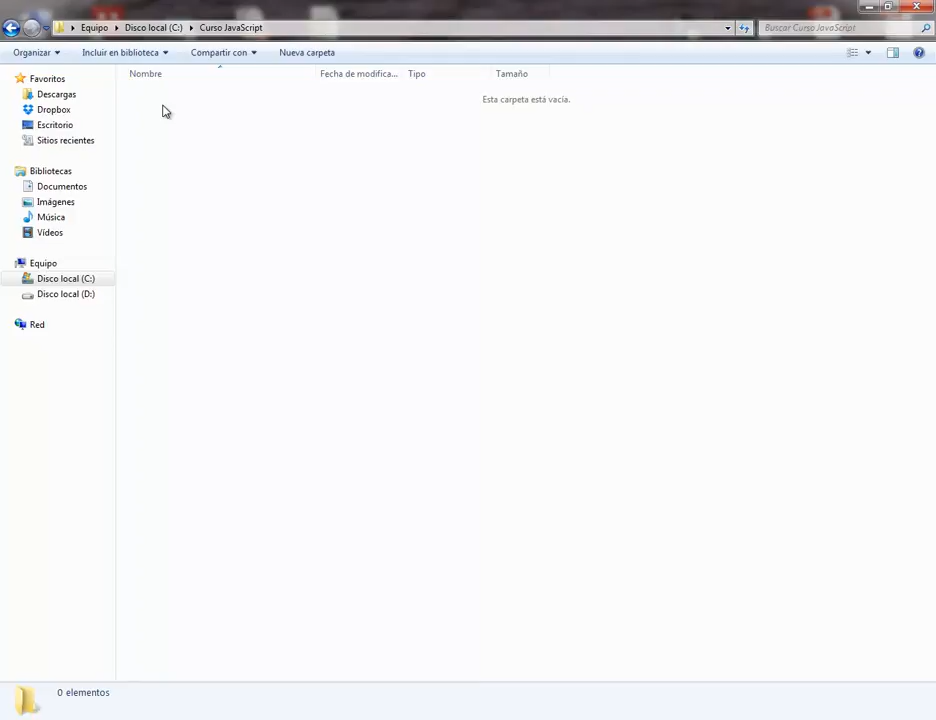 Equipo Disco local (C:) Curso JavaScript Buscar Curso JavaScript
Organizar Incluir en biblioteca Compartir con Nueva carpeta
Nombre Fecha de modifica... Tipo Tamaño
Esta carpeta está vacía.
Favoritos
Descargas
Dropbox
Escritorio
Sitios recientes
Bibliotecas
Documentos
Imágenes
Música
Vídeos
Equipo
Disco local (C:)
Disco local (D:)
Red
0 elementos